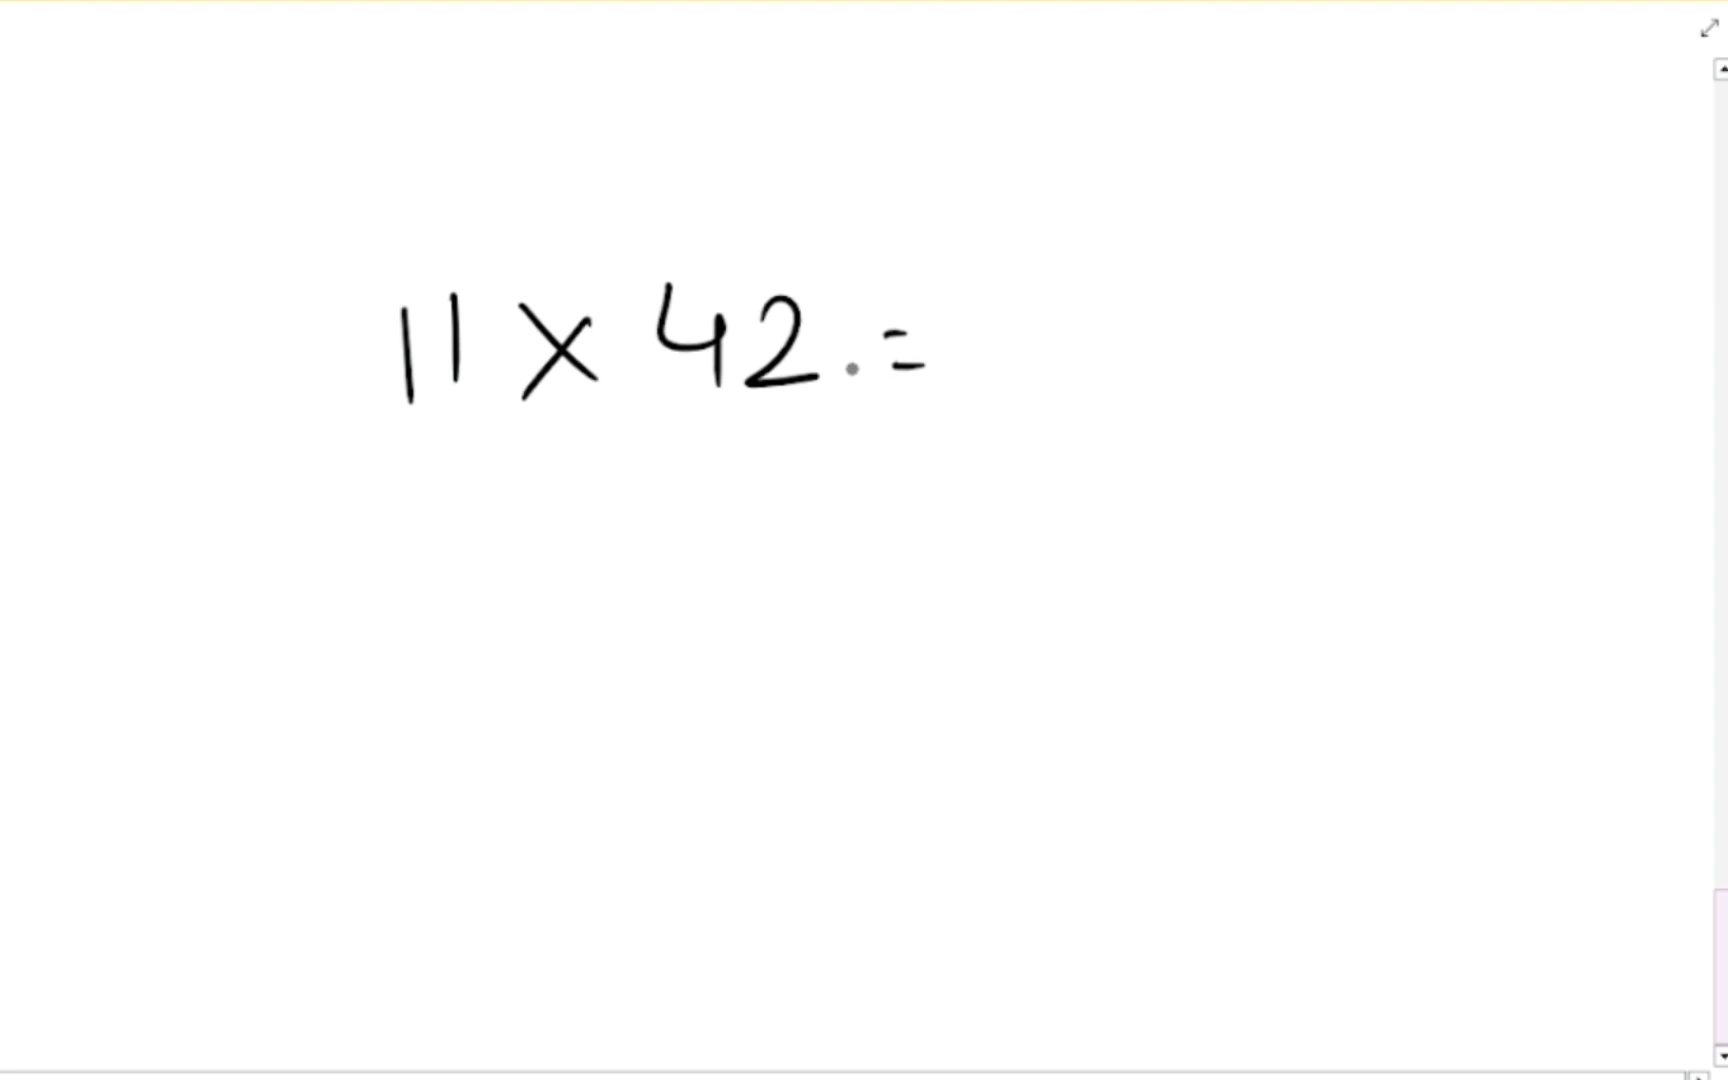 11 x 42 =